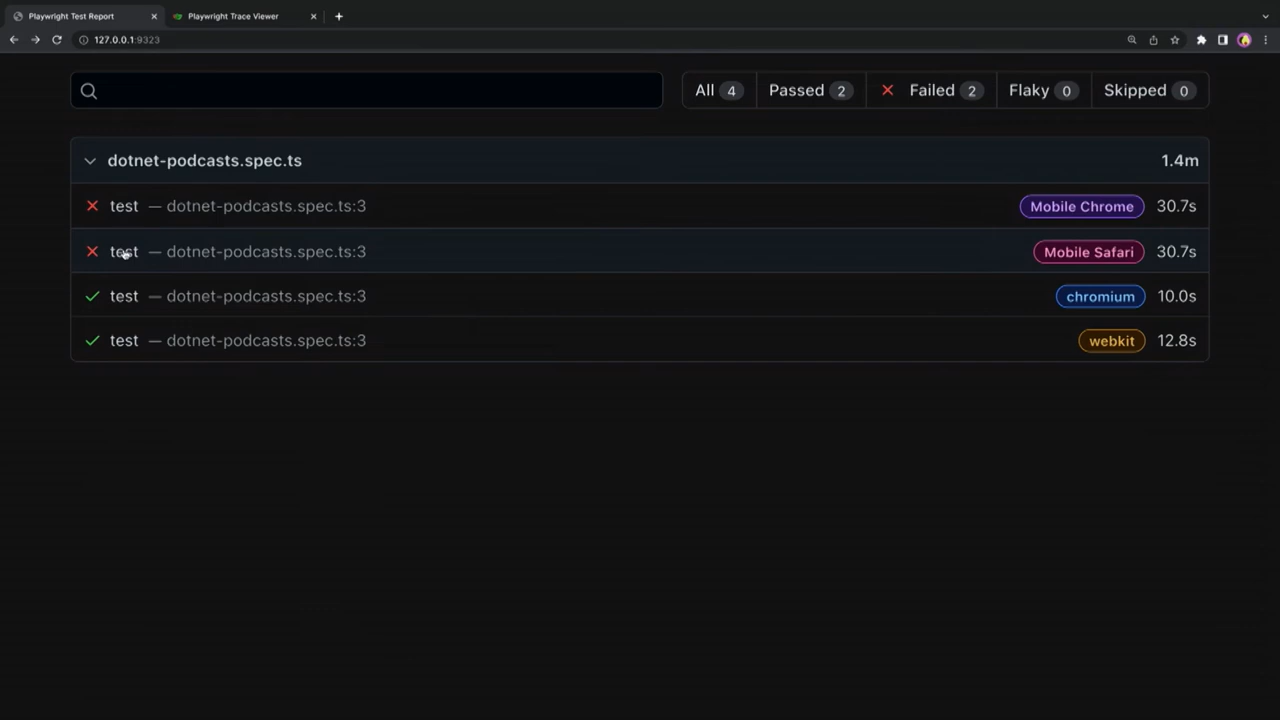 Playwright Test Report
Playwright Trace Viewer
127.0.0.1:9323
All 4 Passed 2 Failed 2 Flaky 0 Skipped 0
dotnet-podcasts.spec.ts 1.4m
test — dotnet-podcasts.spec.ts:3 Mobile Chrome 30.7s
test — dotnet-podcasts.spec.ts:3 Mobile Safari 30.7s
test — dotnet-podcasts.spec.ts:3 chromium 10.0s
test — dotnet-podcasts.spec.ts:3 webkit 12.8s